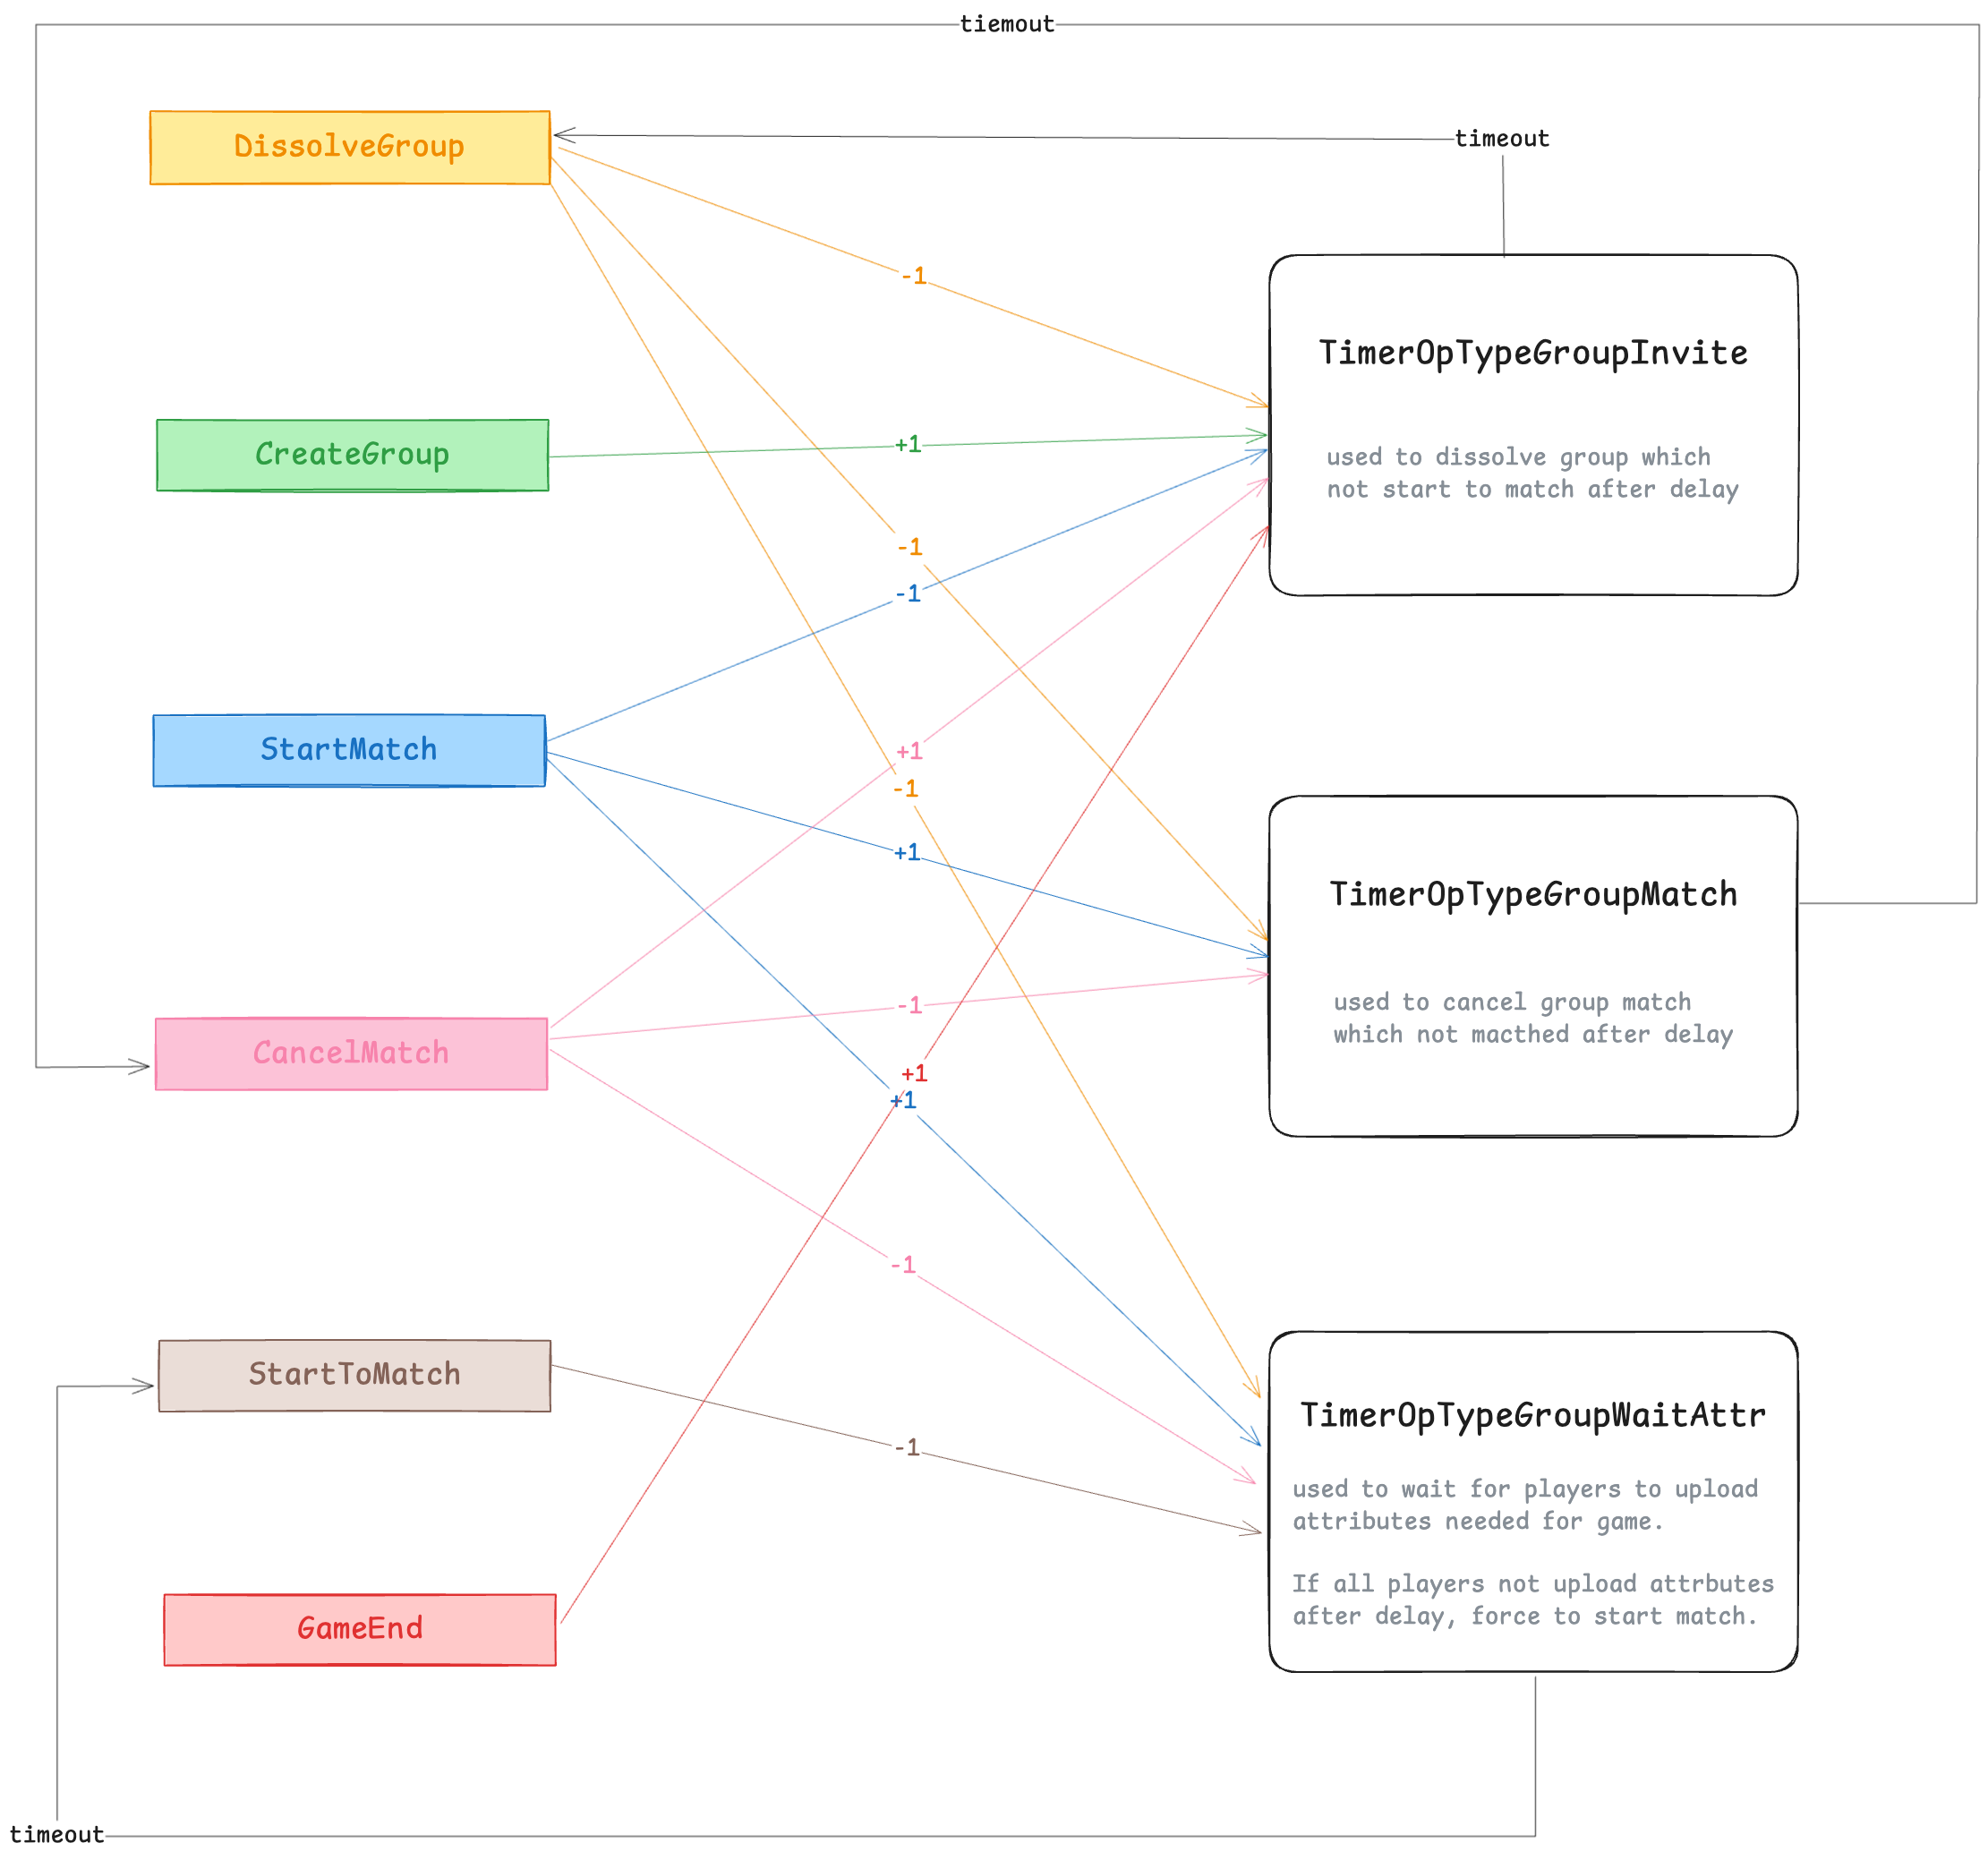 tiemout
DissolveGroup
timeout
-1
TimerOpTypeGroupInvite
CreateGroup
+1
used to dissolve group which
not start to match after delay
-1
-1
StartMatch
+1
-1
+1
TimerOpTypeGroupMatch
used to cancel group match
which not macthed after delay
-1
CancelMatch
+1
+1
-1
StartToMatch
-1
TimerOpTypeGroupWaitAttr
used to wait for players to upload
attributes needed for game.
If all players not upload attrbutes
after delay, force to start match.
GameEnd
timeout